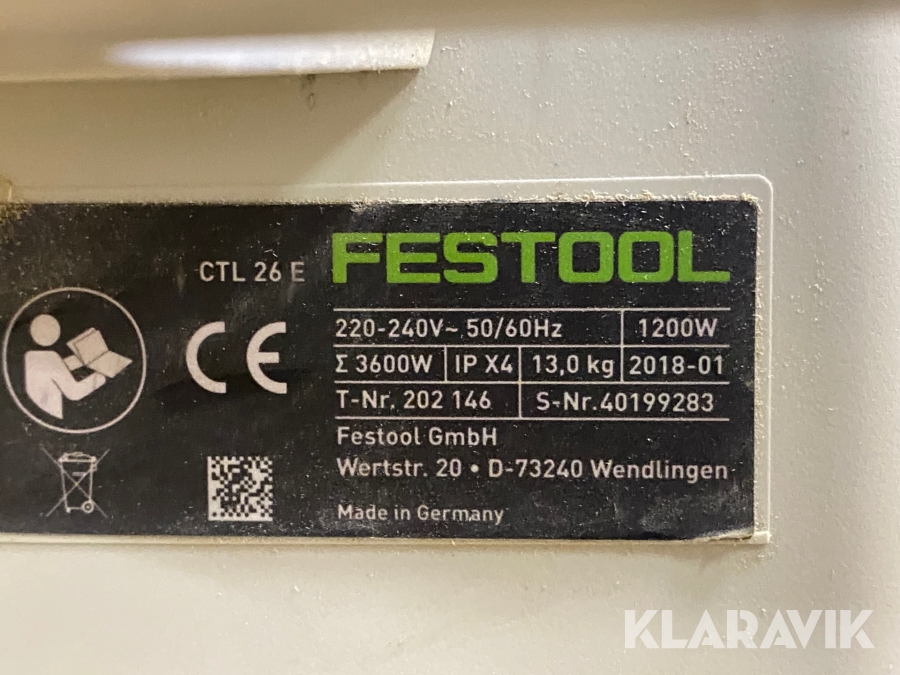 CTL 26 E FESTOOL
220-240V~ 50/60Hz 1200W
Σ 3600W IP X4 13,0 kg 2018-01
T-Nr. 202 146 S-Nr.40199283
Festool GmbH
Wertstr. 20 • D-73240 Wendlingen
Made in Germany
CE
KLARAVIK